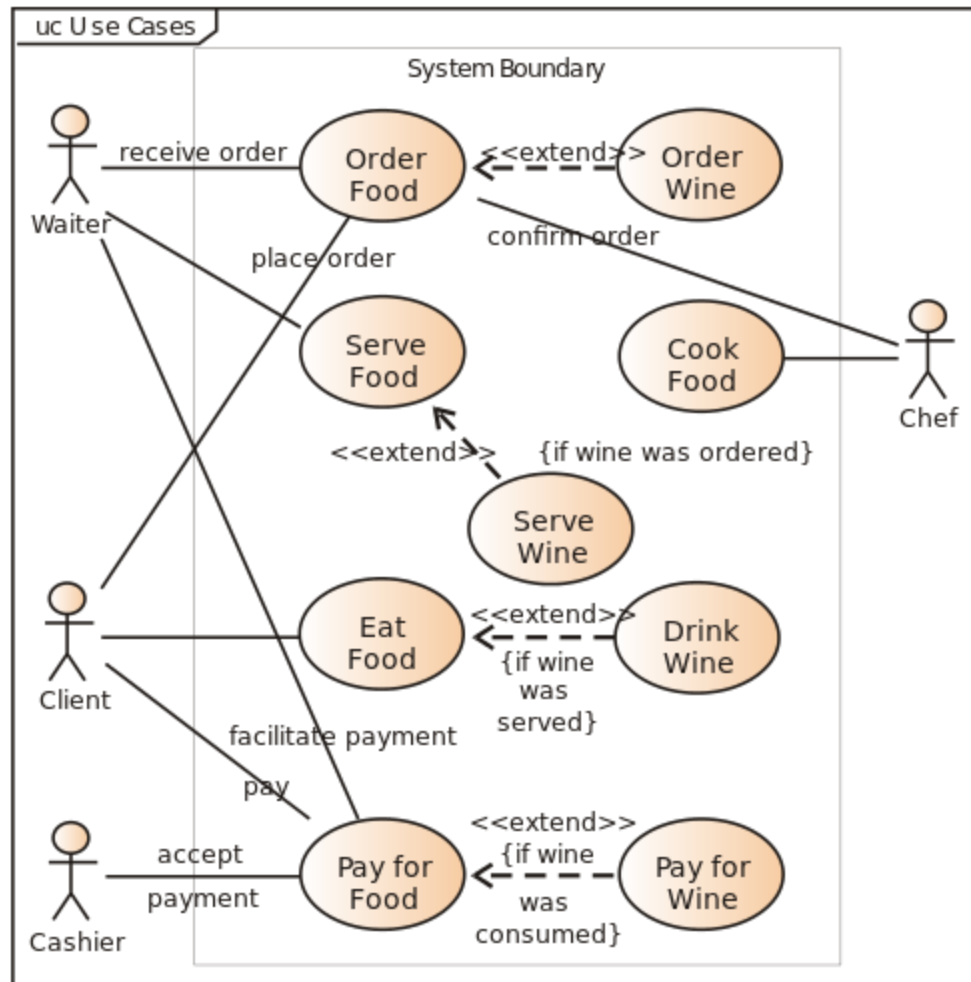 uc Use Cases
System Boundary
receive order
Order
Food
<<extend>>
Order
Wine
Waiter
confirm order
place order
Serve
Food
Cook
Food
Chef
<<extend>>
{if wine was ordered}
Serve
Wine
Client
Eat
Food
<<extend>>
{if wine
was
served}
Drink
Wine
facilitate payment
pay
Cashier
accept
payment
Pay for
Food
<<extend>>
{if wine
was
consumed}
Pay for
Wine